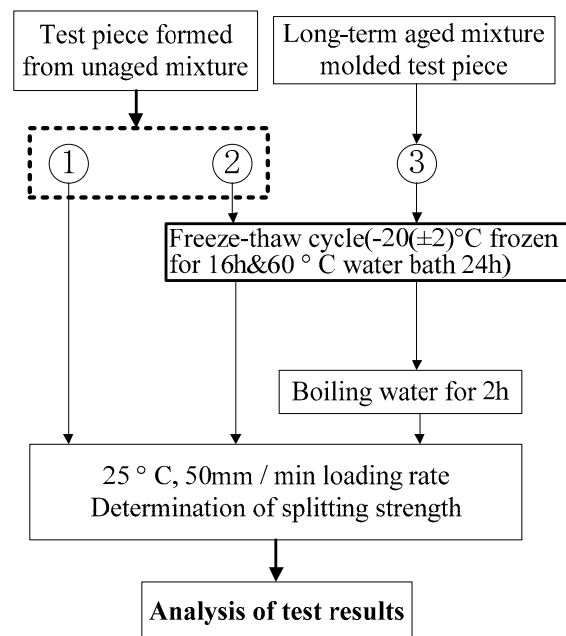 Test piece formed
from unaged mixture
Long-term aged mixture
molded test piece
①
②
③
Freeze-thaw cycle(-20(±2)°C frozen
for 16h&60 ° C water bath 24h)
Boiling water for 2h
25 ° C, 50mm / min loading rate
Determination of splitting strength
Analysis of test results